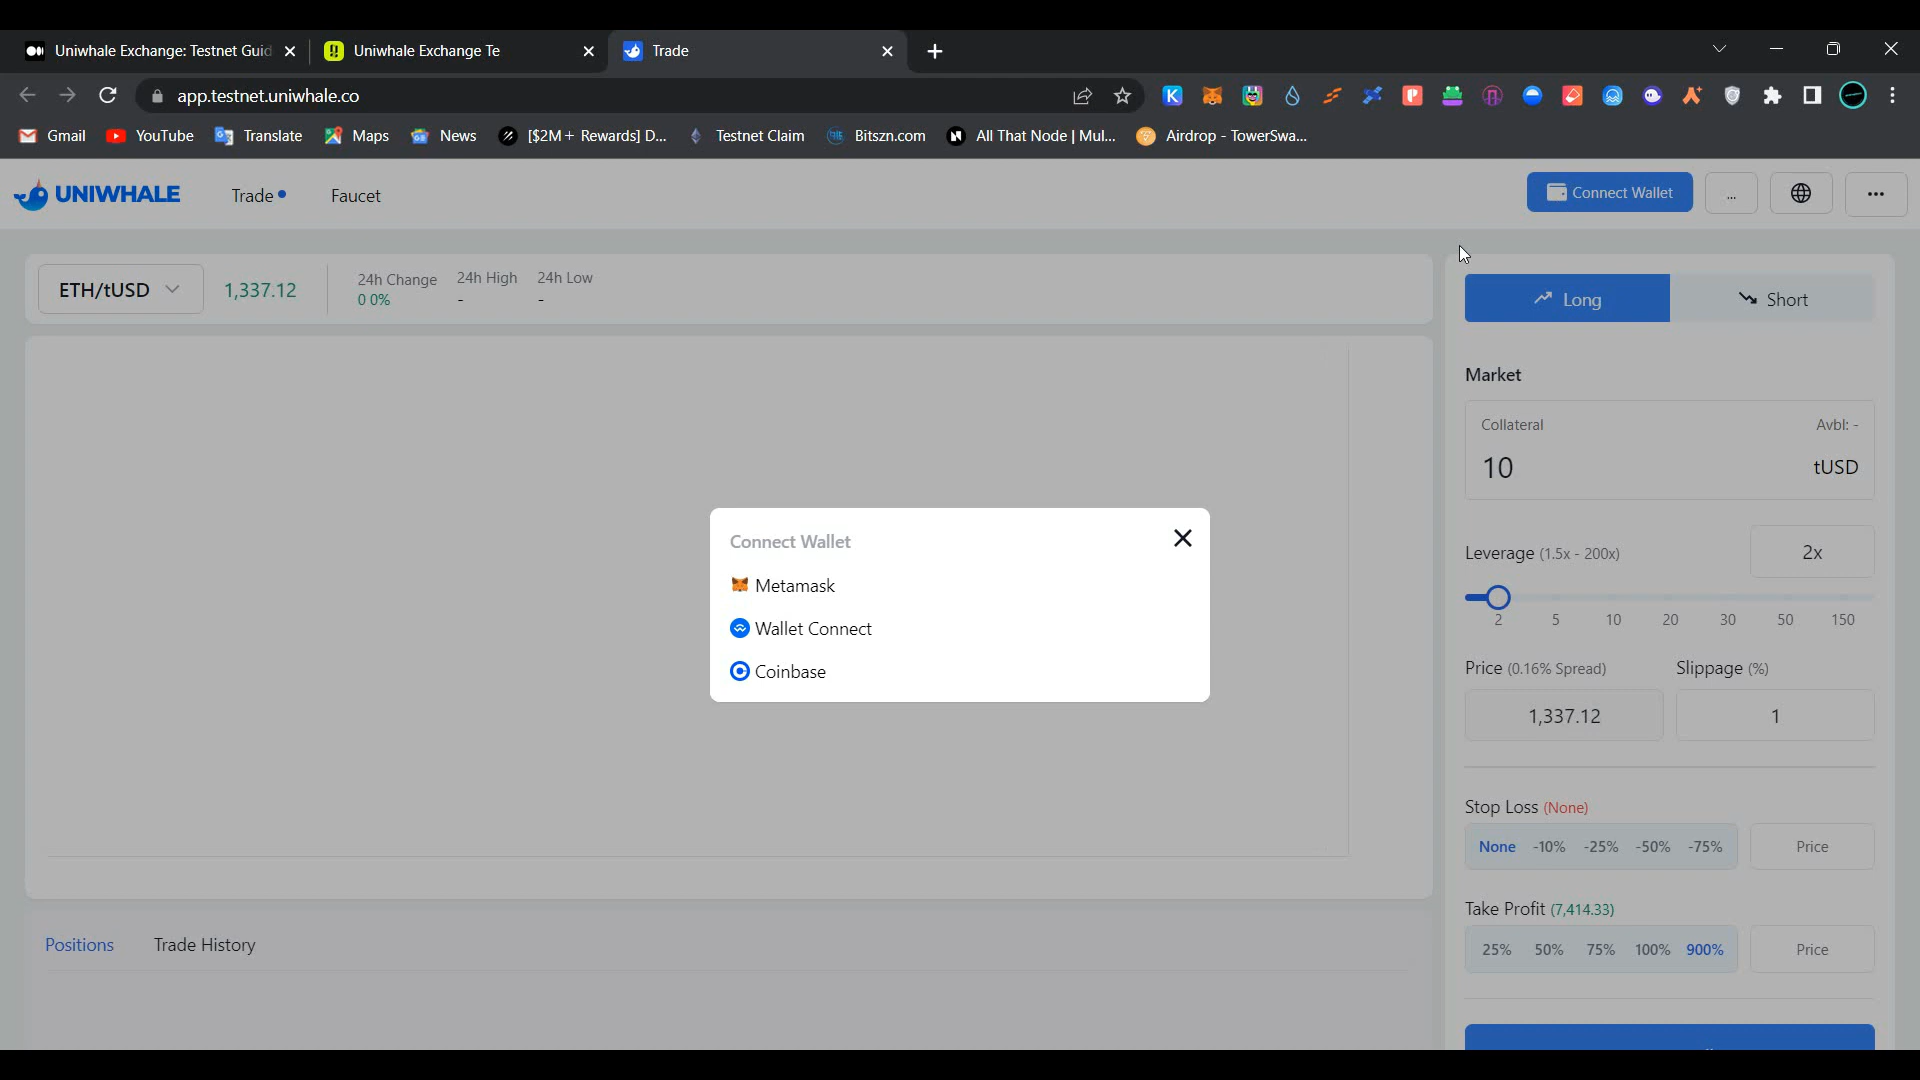 Uniwhale Exchange: Testnet Guid
Uniwhale Exchange Te
Trade
app.testnet.uniwhale.co
Gmail
YouTube
Translate
Maps
News
[$2M+ Rewards] D...
Testnet Claim
Bitszn.com
All That Node | Mul...
Airdrop - TowerSwa...
UNIWHALE
Trade
Faucet
Connect Wallet
...
ETH/tUSD
1,337.12
24h Change
0 0%
24h High
-
24h Low
-
Long
Short
Market
Collateral
Avbl: -
10
tUSD
Leverage (1.5x - 200x)
2x
2 5 10 20 30 50 150
Price (0.16% Spread)
Slippage (%)
1,337.12
1
Stop Loss (None)
None -10% -25% -50% -75%
Price
Take Profit (7,414.33)
25% 50% 75% 100% 900%
Price
Connect Wallet
Metamask
Wallet Connect
Coinbase
Positions
Trade History